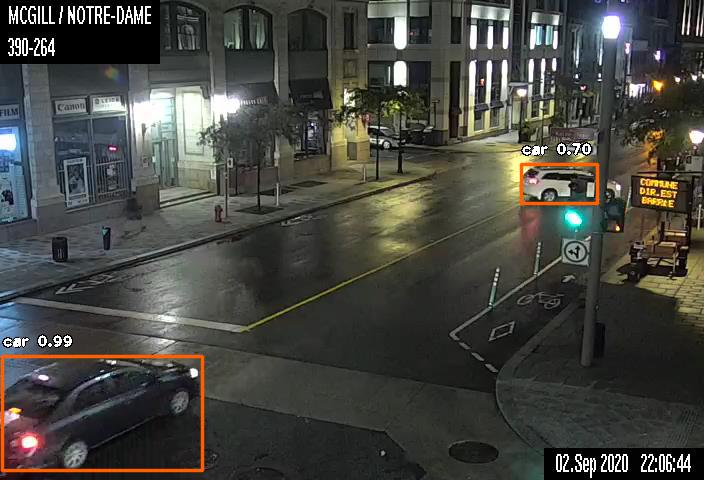 MCGILL / NOTRE-DAME
390-264
FILM
Canon
car 0.70
COMMUNE
DIR.EST
BARRÉE
car 0.99
02.Sep 2020 22:06:44